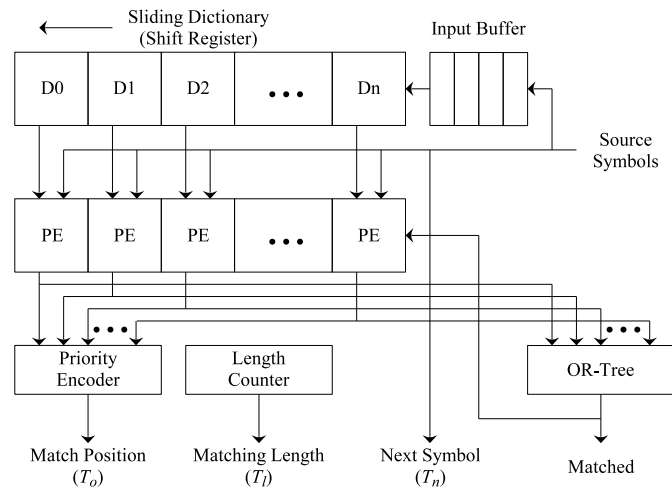 Sliding Dictionary
(Shift Register)
Input Buffer
D0 D1 D2 ••• Dn
Source
Symbols
PE PE PE ••• PE
••• •••
Priority
Encoder
Length
Counter
OR-Tree
Match Position
(To)
Matching Length
(Tl)
Next Symbol
(Tn)
Matched